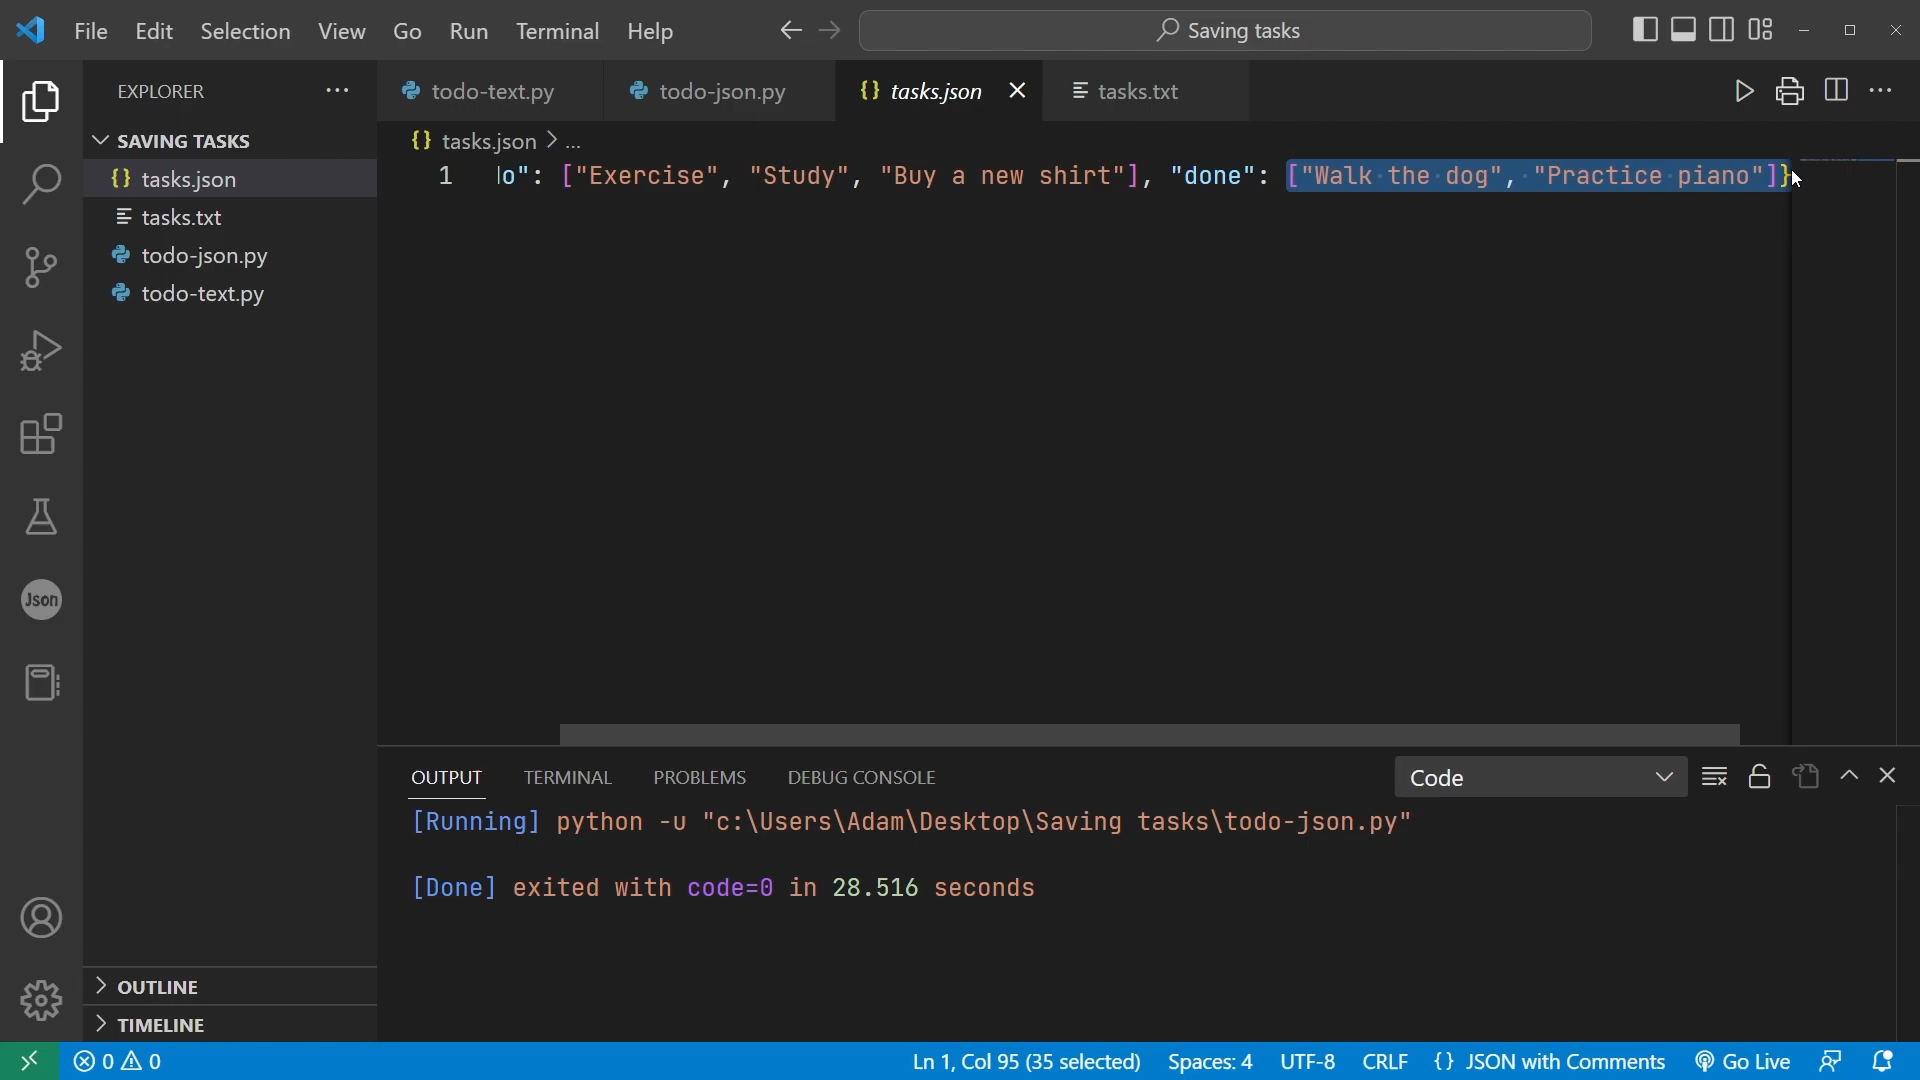 File Edit Selection View Go Run Terminal Help Saving tasks
EXPLORER ...
todo-text.py todo-json.py {} tasks.json tasks.txt
SAVING TASKS
{} tasks.json > ...
{} tasks.json
tasks.txt
todo-json.py
todo-text.py
1 lo": ["Exercise", "Study", "Buy a new shirt"], "done": ["Walk the dog", "Practice piano"]}
Json
OUTPUT TERMINAL PROBLEMS DEBUG CONSOLE Code
[Running] python -u "c:\Users\Adam\Desktop\Saving tasks\todo-json.py"
[Done] exited with code=0 in 28.516 seconds
OUTLINE
TIMELINE
0 0 Ln 1, Col 95 (35 selected) Spaces: 4 UTF-8 CRLF {} JSON with Comments Go Live